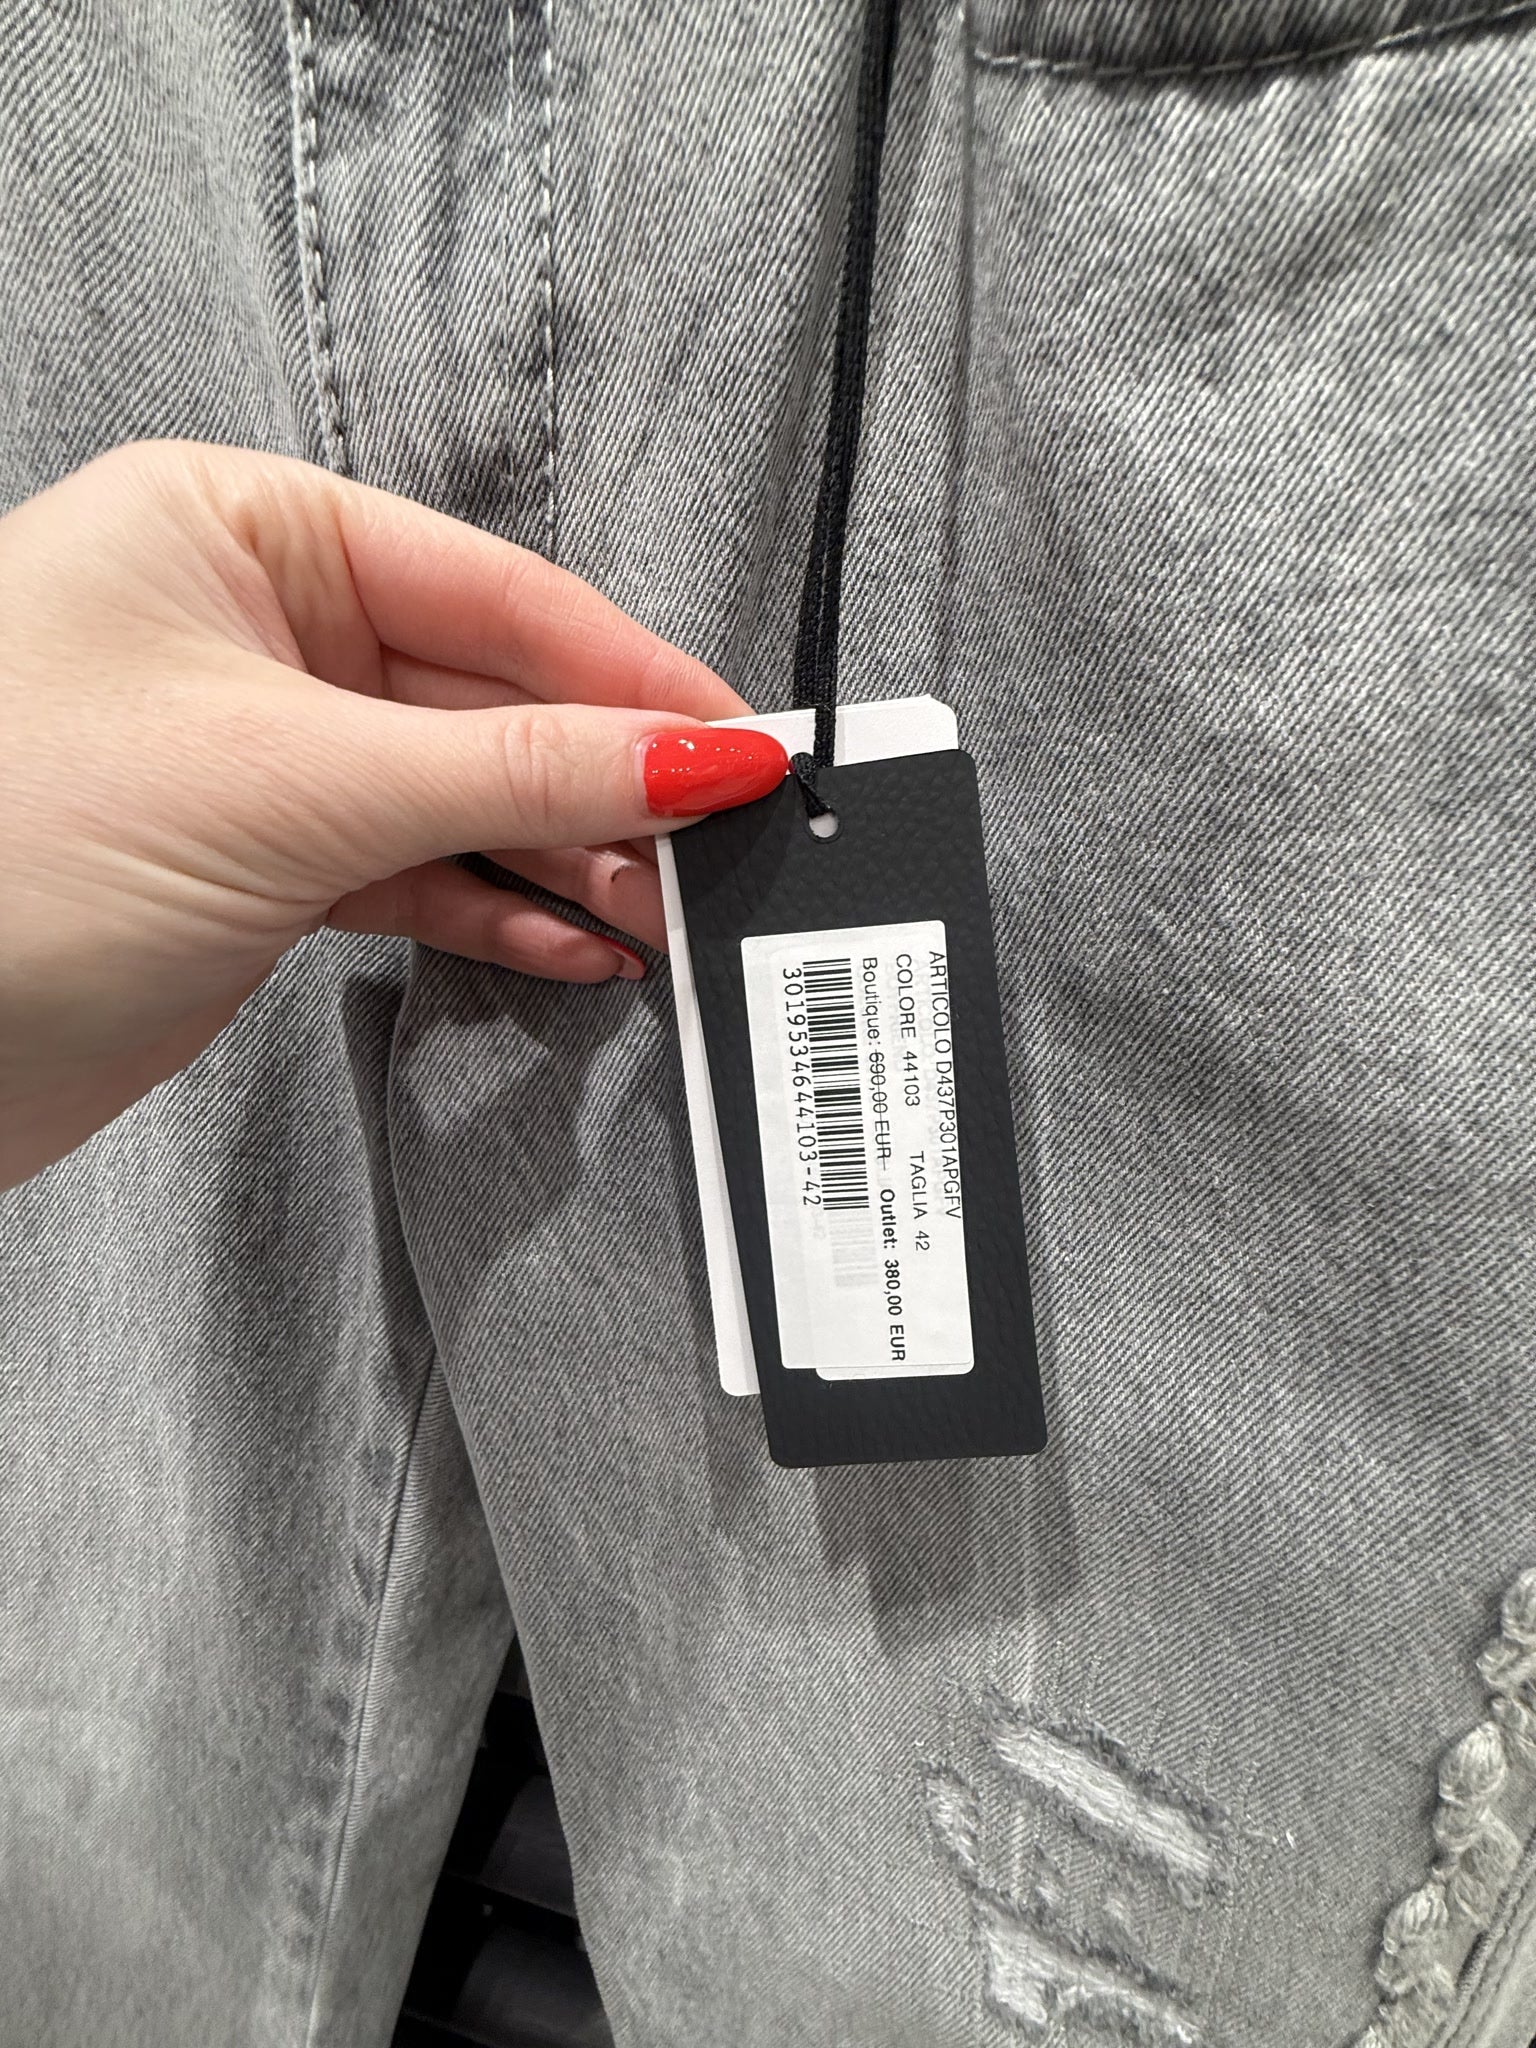 ARTICOLO D437P301APGFV
COLORE 44103 TAGLIA 42
Boutique: 690,00 EUR Outlet: 380,00 EUR
3019534644103-42